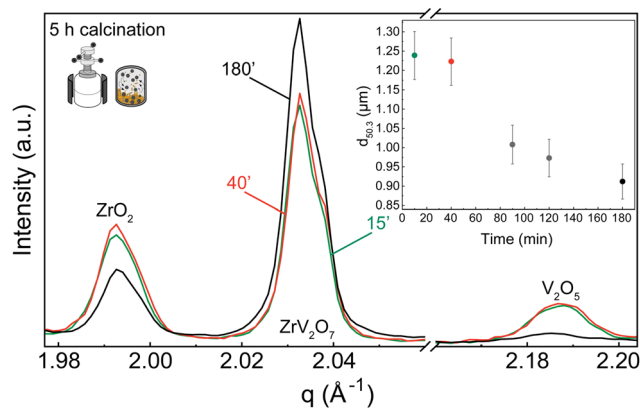 5 h calcination
Intensity (a.u.)
ZrO₂
180'
40'
15'
ZrV₂O₇
V₂O₅
1.98 2.00 2.02 2.04 2.18 2.20
q (Å⁻¹)
d₅₀.₃ (µm)
1.30
1.25
1.20
1.15
1.10
1.05
1.00
0.95
0.90
0.85
0 20 40 60 80 100 120 140 160 180
Time (min)